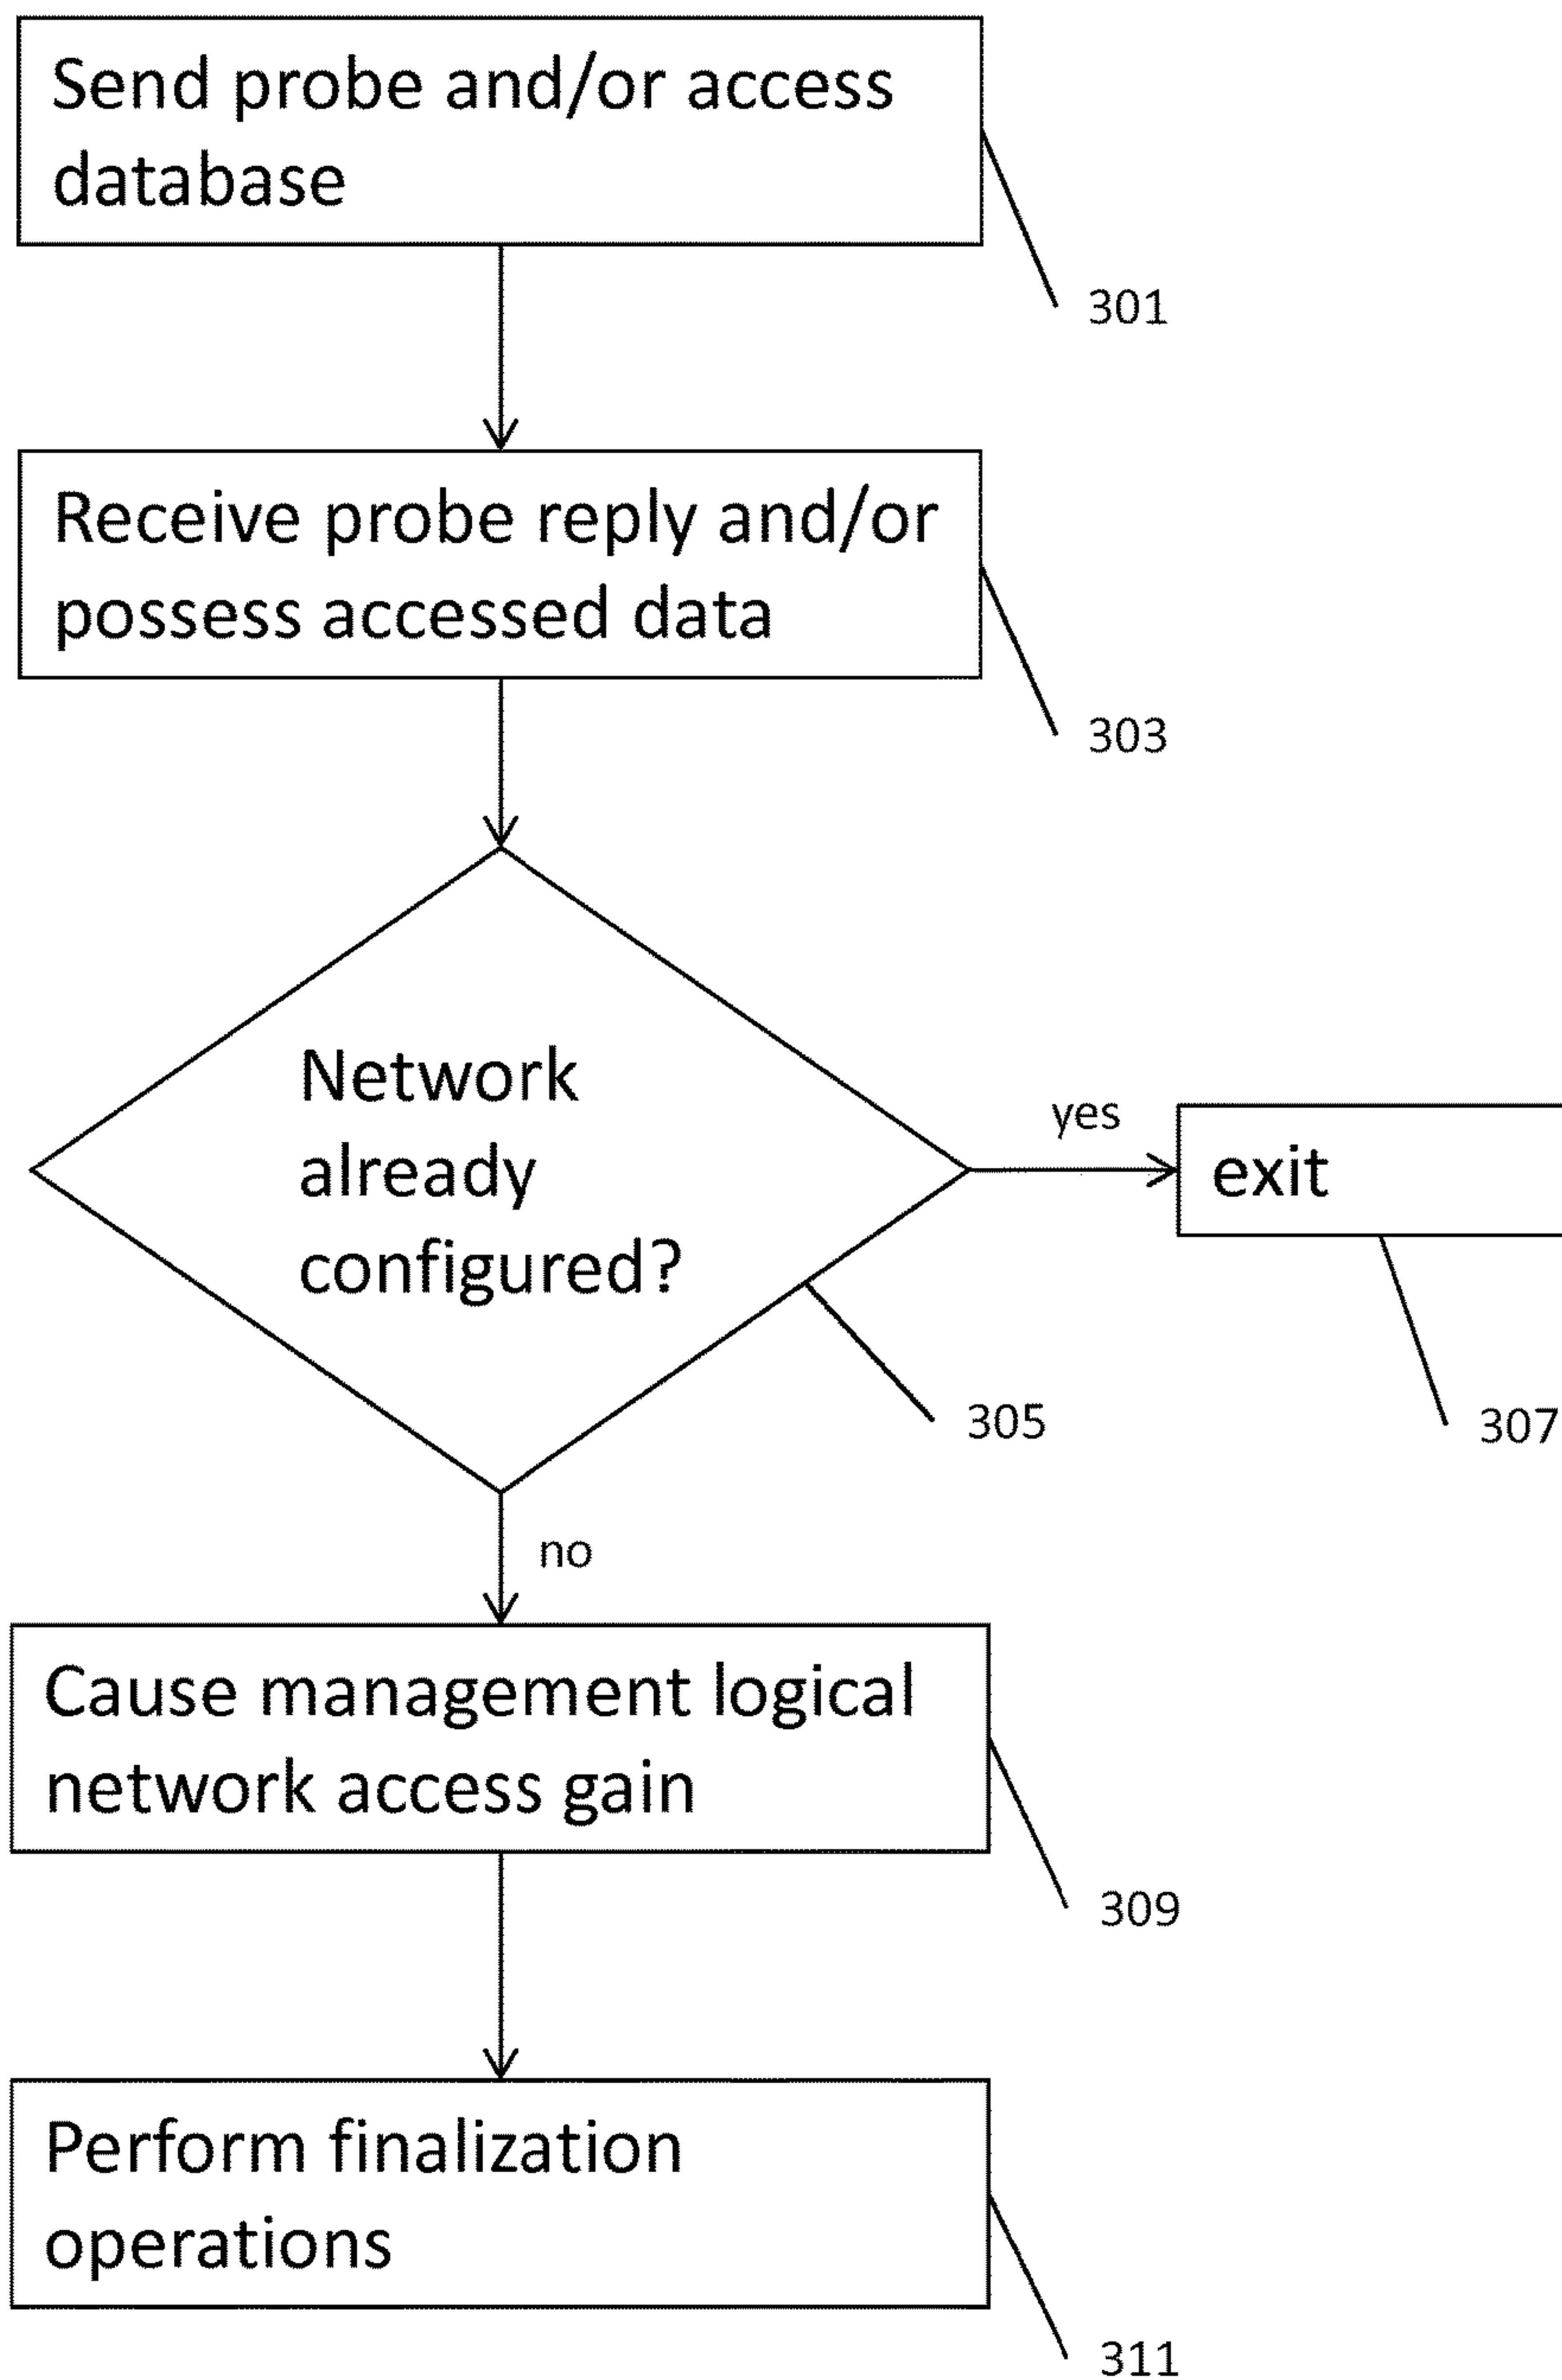 Send probe and/or access
database
301
Receive probe reply and/or
possess accessed data
303
Network
already
configured?
yes
exit
305
307
no
Cause management logical
network access gain
309
Perform finalization
operations
311